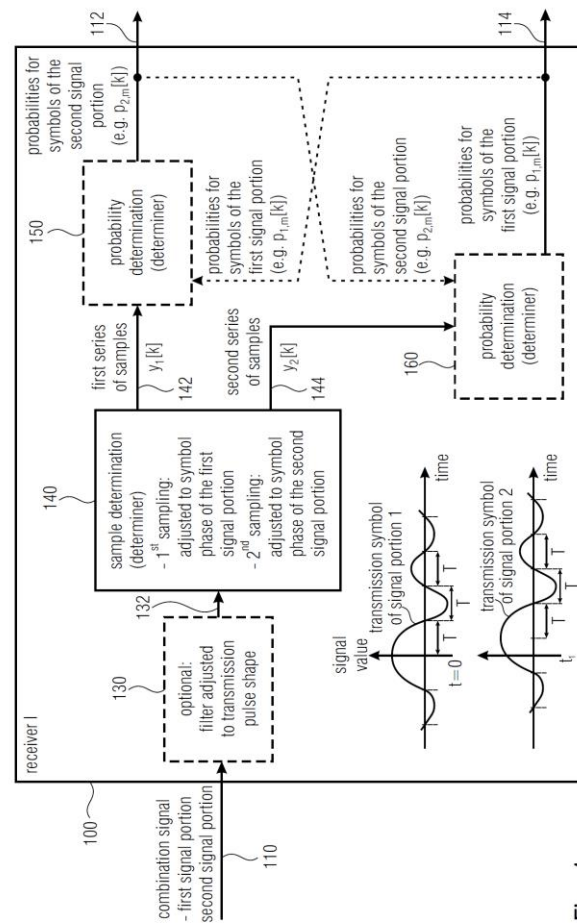 receiver I
100
combination signal
- first signal portion
second signal portion
110
130
optional:
filter adjusted
to transmission
pulse shape
132
140
sample determination
(determiner)
- 1st sampling:
adjusted to symbol
phase of the first
signal portion
- 2nd sampling:
adjusted to symbol
phase of the second
signal portion
first series
of samples
y1[k]
142
second series
of samples
y2[k]
144
150
probability
determination
(determiner)
probabilities for
symbols of the
second signal
portion
(e.g. p2,m[k])
112
probabilities for
symbols of the
first signal portion
(e.g. p1,m[k])
probabilities for
symbols of the
second signal portion
(e.g. p2,m[k])
160
probability
determination
(determiner)
probabilities for
symbols of the
first signal portion
(e.g. p1,m[k])
114
signal
value
transmission symbol
of signal portion 1
T
T
T
t=0
time
transmission symbol
of signal portion 2
T
T
T
t1
time